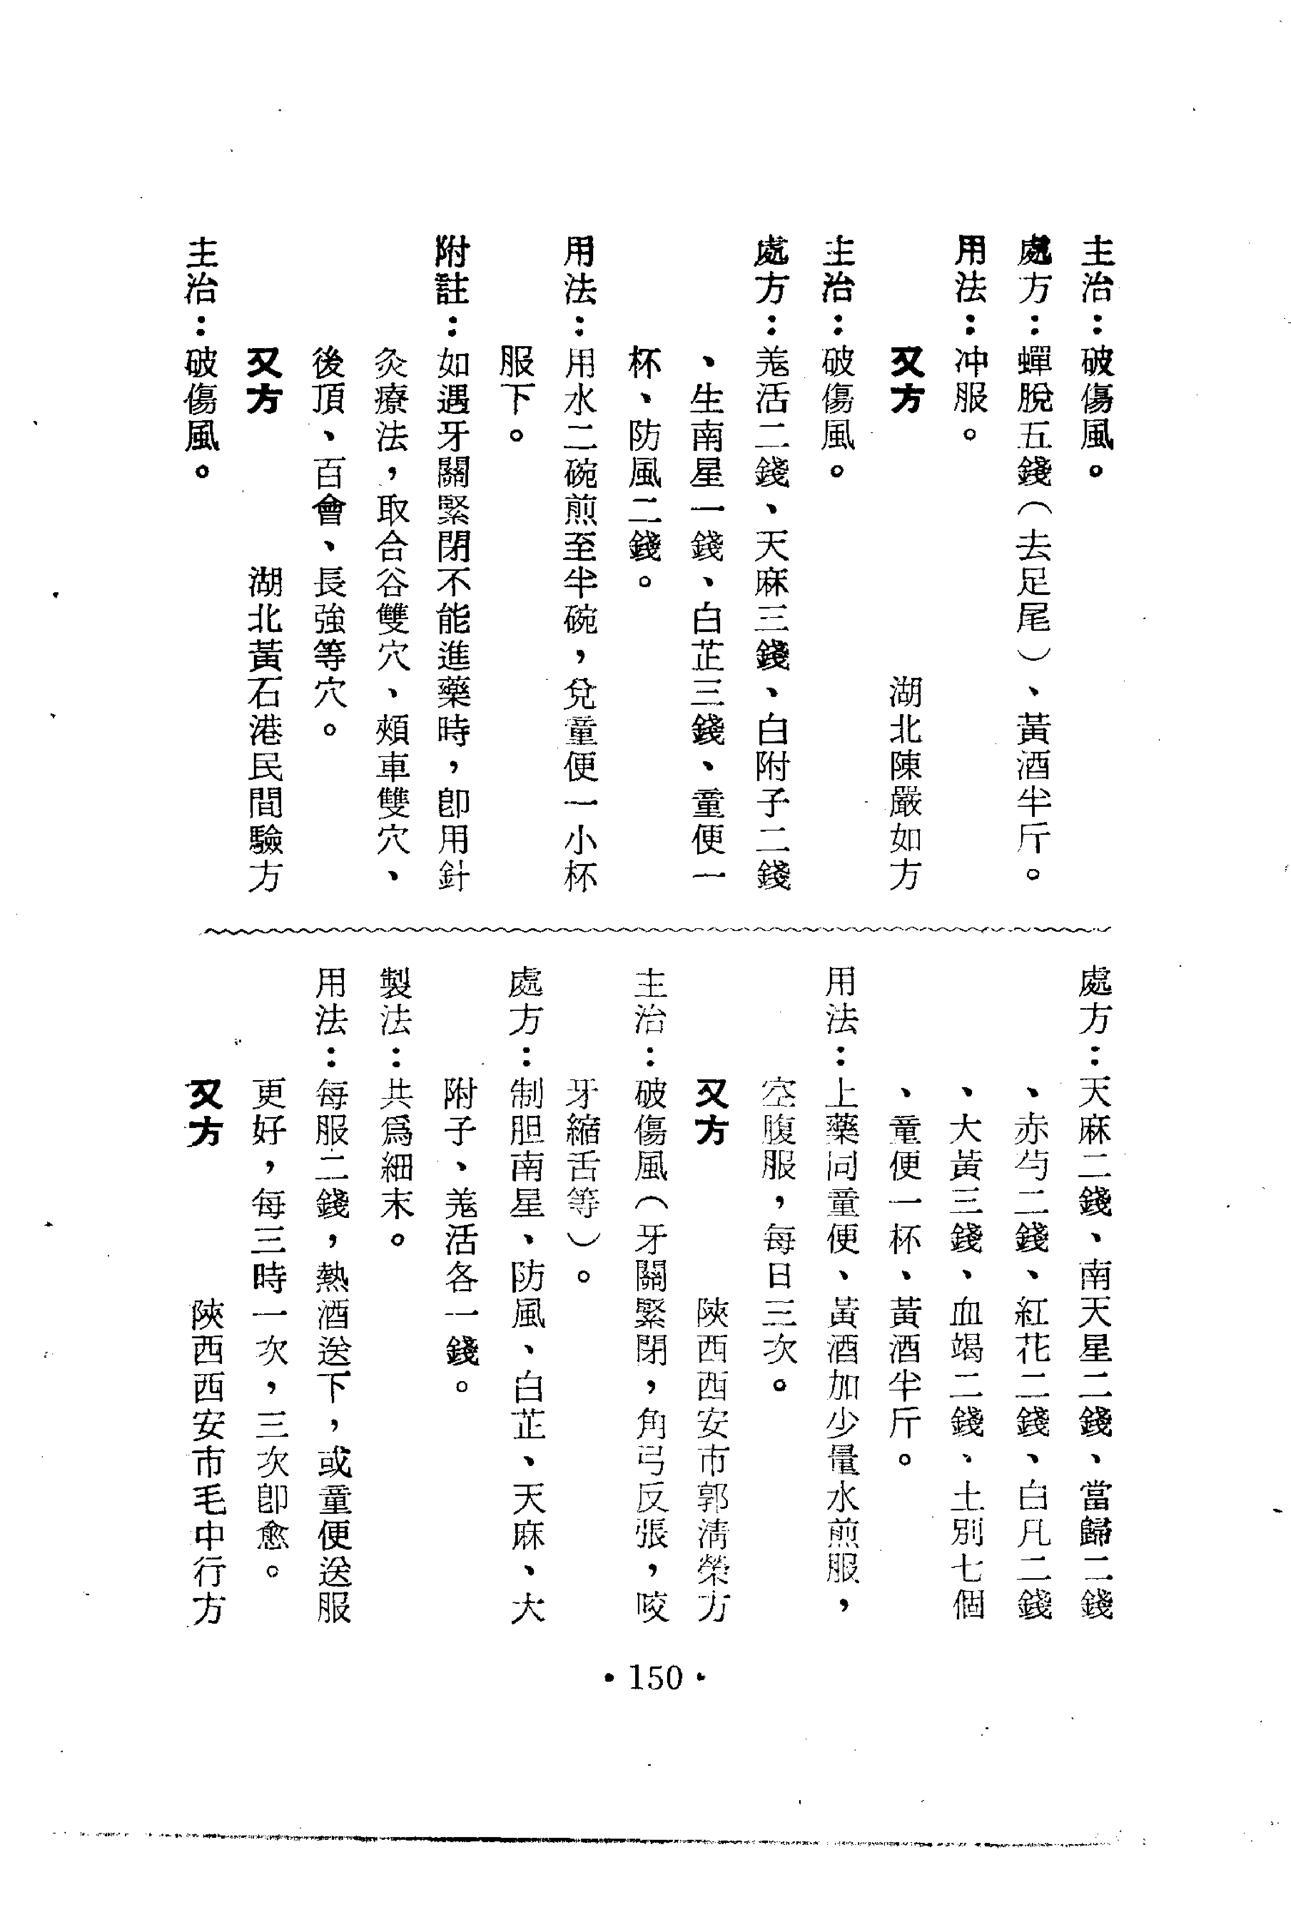 主治：破傷風。
處方：蟬脫五錢（去足尾）、黃酒半斤。
用法：冲服。
又方　湖北陳嚴如方
主治：破傷風。
處方：羗活二錢、天麻三錢、白附子二錢
、生南星一錢、白芷三錢、童便一
杯、防風二錢。
用法：用水二碗煎至半碗，兌童便一小杯
服下。
附註：如遇牙關緊閉不能進藥時，卽用針
灸療法，取合谷雙穴、頰車雙穴、
後頂、百會、長強等穴。
又方　湖北黃石港民間驗方
主治：破傷風。
處方：天麻二錢、南天星二錢、當歸二錢
、赤芍二錢、紅花二錢、白凡二錢
、大黃三錢、血竭二錢、土別七個
、童便一杯、黃酒半斤。
用法：上藥同童便、黃酒加少量水煎服，
空腹服，每日三次。
又方　陝西西安市郭淸榮方
主治：破傷風（牙關緊閉，角弓反張，咬
牙縮舌等）。
處方：制胆南星、防風、白芷、天麻、大
附子、羗活各一錢。
製法：共爲細末。
用法：每服二錢，熱酒送下，或童便送服
更好，每三時一次，三次卽愈。
又方　陝西西安市毛中行方
• 150 •